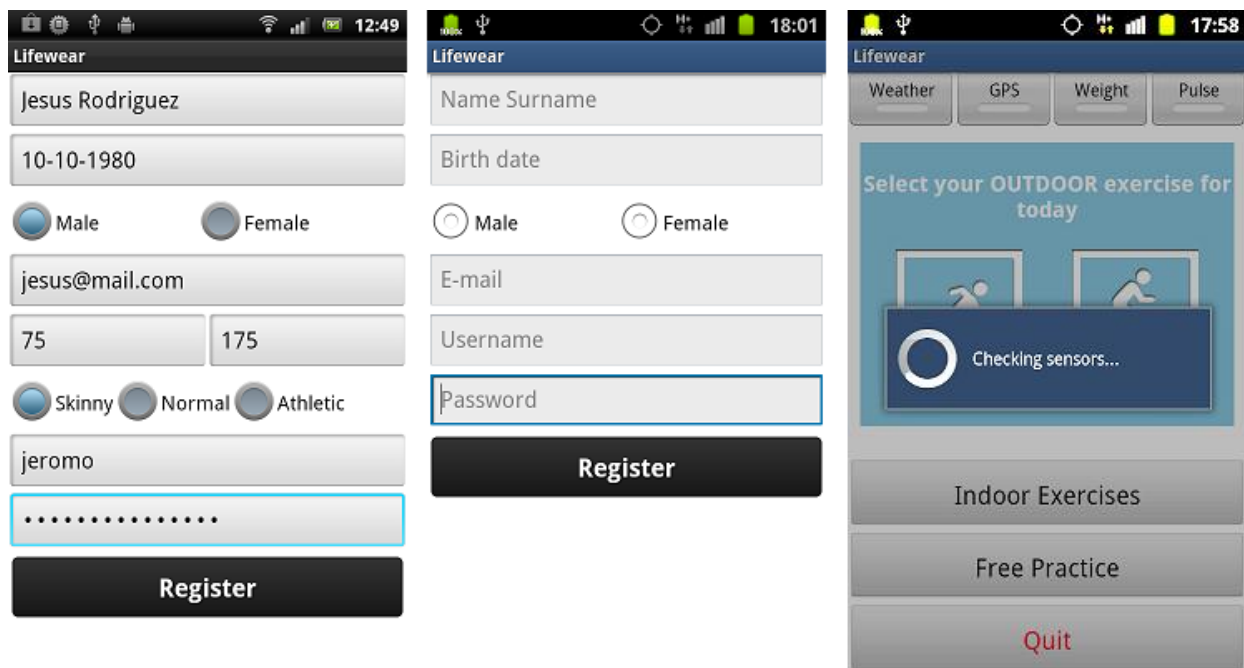 12:49
Lifewear
Jesus Rodriguez
10-10-1980
Male Female
jesus@mail.com
75 175
Skinny Normal Athletic
jeromo
•••••••••••••••
Register
100% H+ 18:01
Lifewear
Name Surname
Birth date
Male Female
E-mail
Username
Password
Register
100% H+ 17:58
Lifewear
Weather GPS Weight Pulse
Select your OUTDOOR exercise for
today
Checking sensors...
Indoor Exercises
Free Practice
Quit